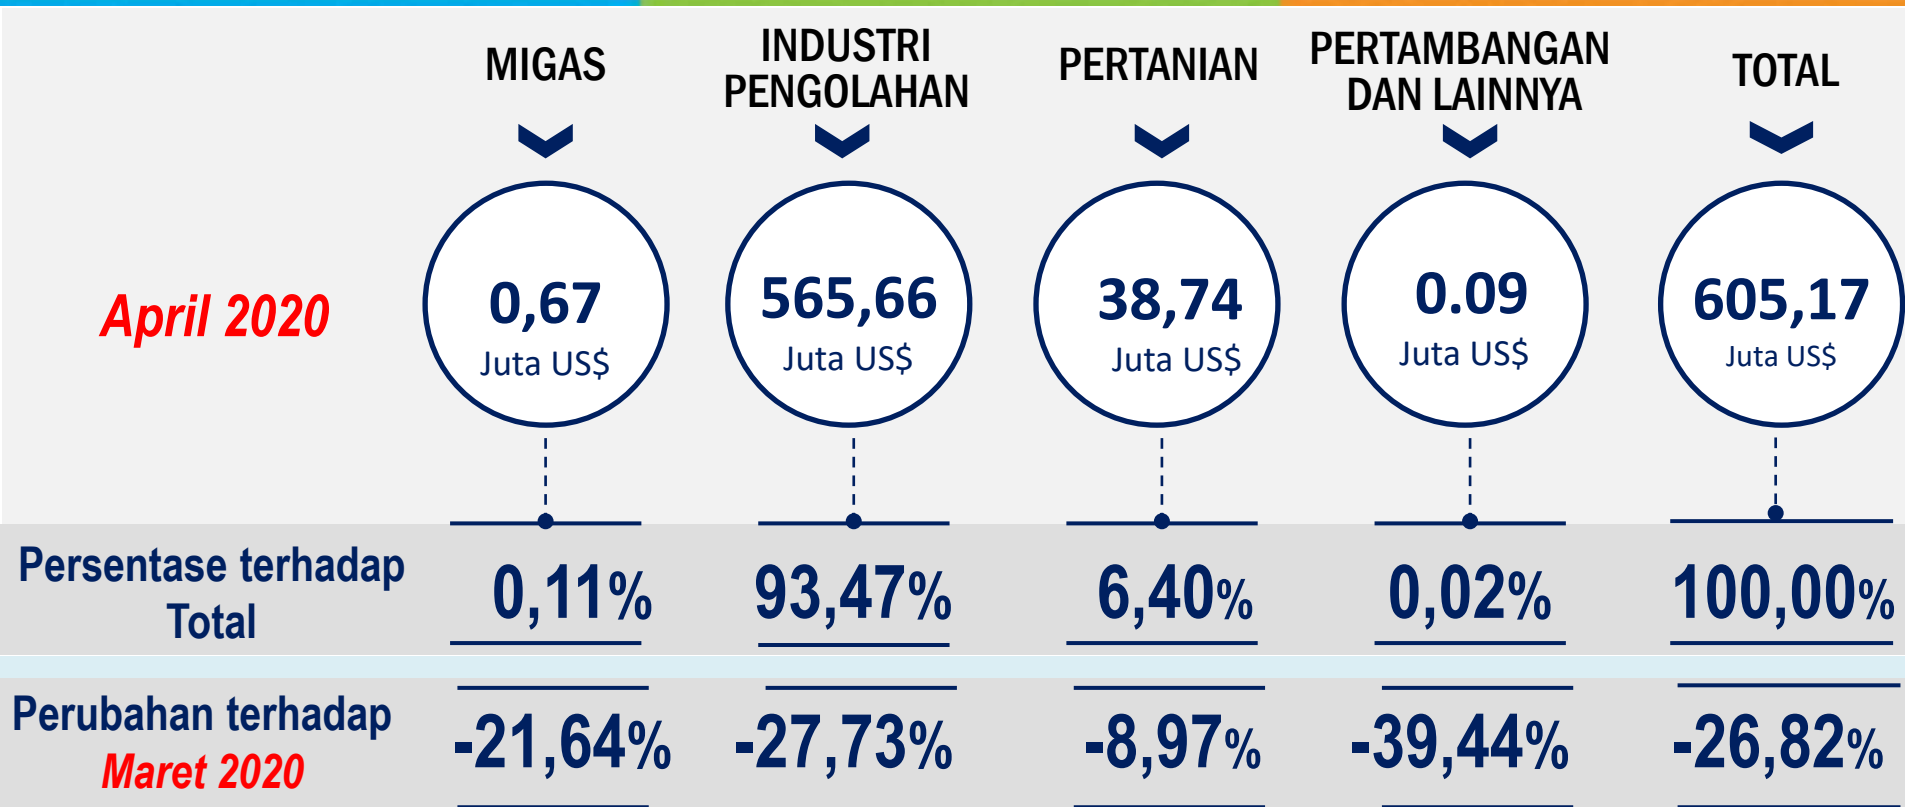 MIGAS
INDUSTRI
PENGOLAHAN
PERTANIAN
PERTAMBANGAN
DAN LAINNYA
TOTAL
April 2020
0,67
Juta US$
565,66
Juta US$
38,74
Juta US$
0.09
Juta US$
605,17
Juta US$
Persentase terhadap
Total
0,11%
93,47%
6,40%
0,02%
100,00%
Perubahan terhadap
Maret 2020
-21,64%
-27,73%
-8,97%
-39,44%
-26,82%